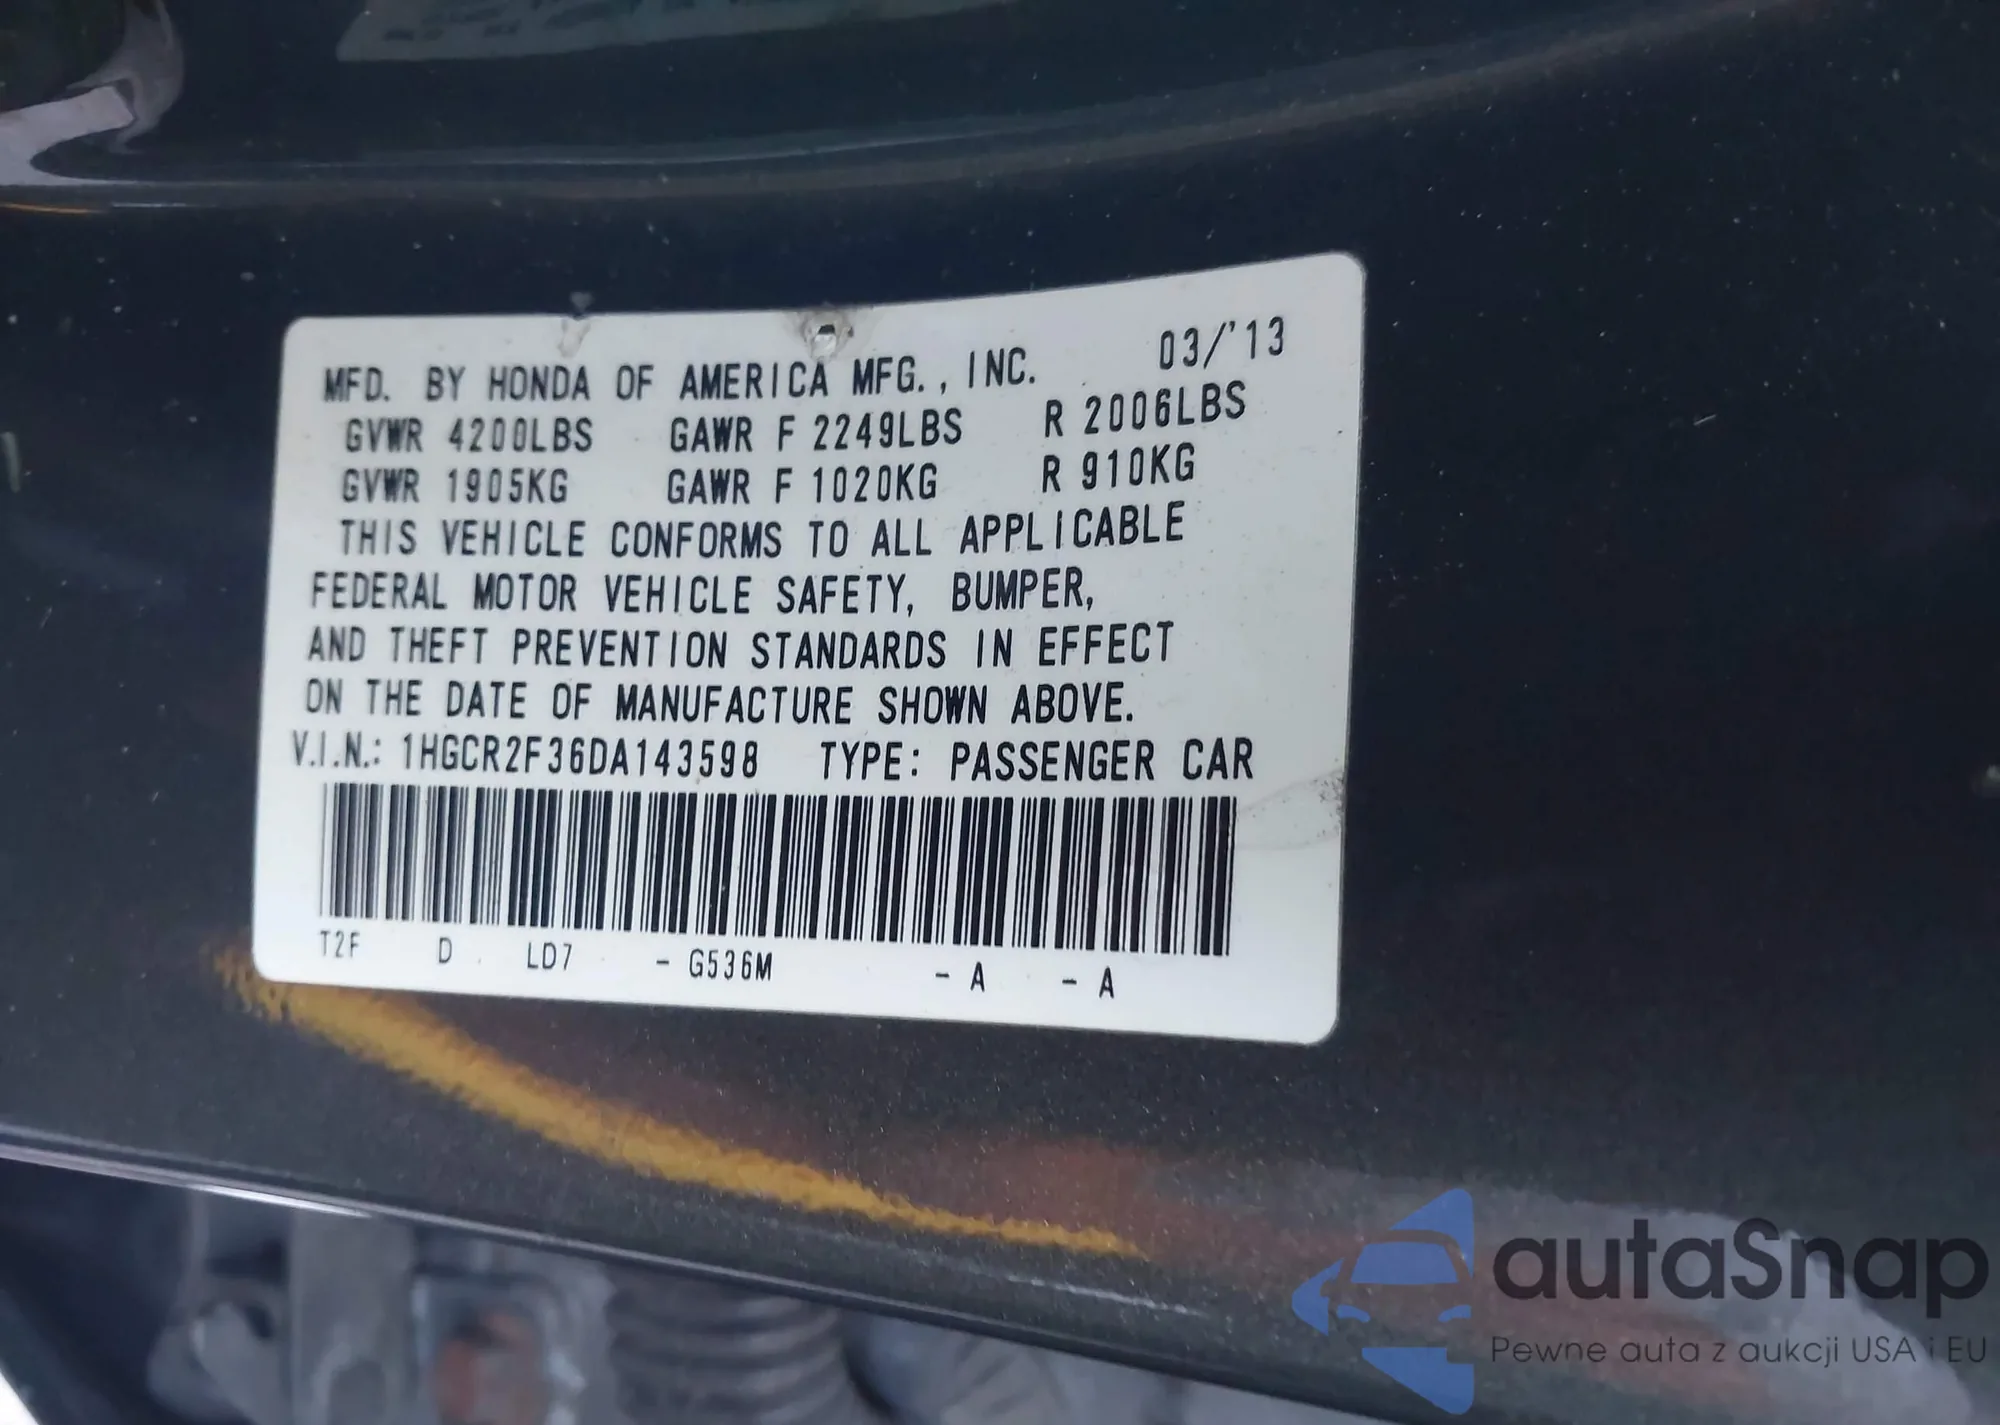 MFD. BY HONDA OF AMERICA MFG., INC. 03/'13
GVWR 4200LBS GAWR F 2249LBS R 2006LBS
GVWR 1905KG GAWR F 1020KG R 910KG
THIS VEHICLE CONFORMS TO ALL APPLICABLE
FEDERAL MOTOR VEHICLE SAFETY, BUMPER,
AND THEFT PREVENTION STANDARDS IN EFFECT
ON THE DATE OF MANUFACTURE SHOWN ABOVE.
V.I.N.: 1HGCR2F36DA143598 TYPE: PASSENGER CAR
T2F D LD7 - G536M - A - A
autaSnap
Pewne auta z aukcji USA i EU